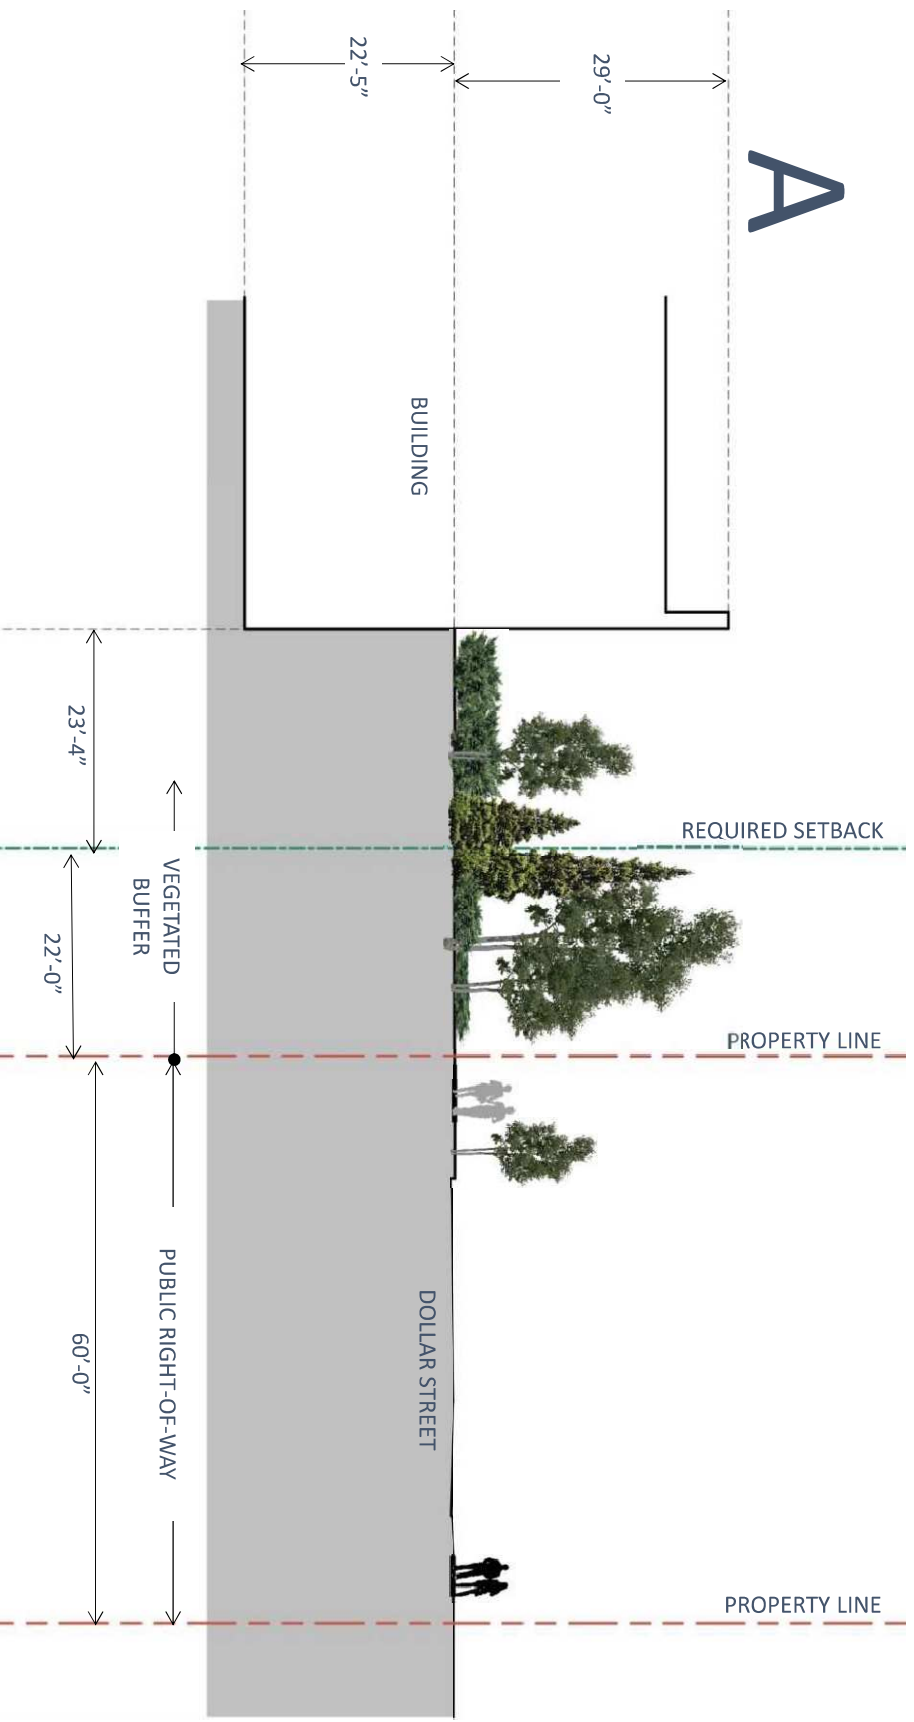 A
29’-0”
22’-5”
BUILDING
REQUIRED SETBACK
PROPERTY LINE
PROPERTY LINE
DOLLAR STREET
VEGETATED
BUFFER
PUBLIC RIGHT-OF-WAY
23’-4”
22’-0”
60’-0”